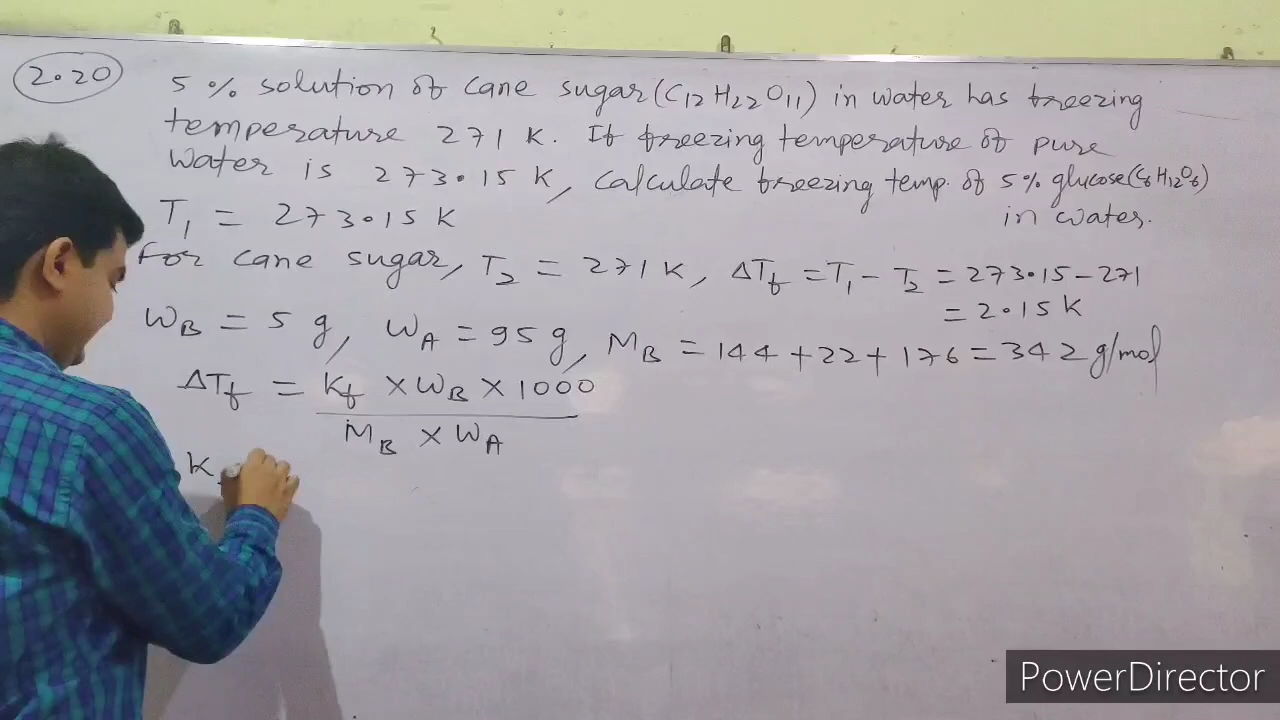 2.20
5 % solution of cane sugar (C12H22O11) in water has freezing
temperature 271 K. If freezing temperature of pure
water is 273.15 K, calculate freezing temp. of 5% glucose (C6H12O6)
in water.
T1 = 273.15 K
For cane sugar, T2 = 271 K, ΔTf = T1 - T2 = 273.15 - 271
= 2.15 K
WB = 5 g, WA = 95 g, MB = 144 + 22 + 176 = 342 g/mol
ΔTf = Kf × WB × 1000
MB × WA
K
PowerDirector